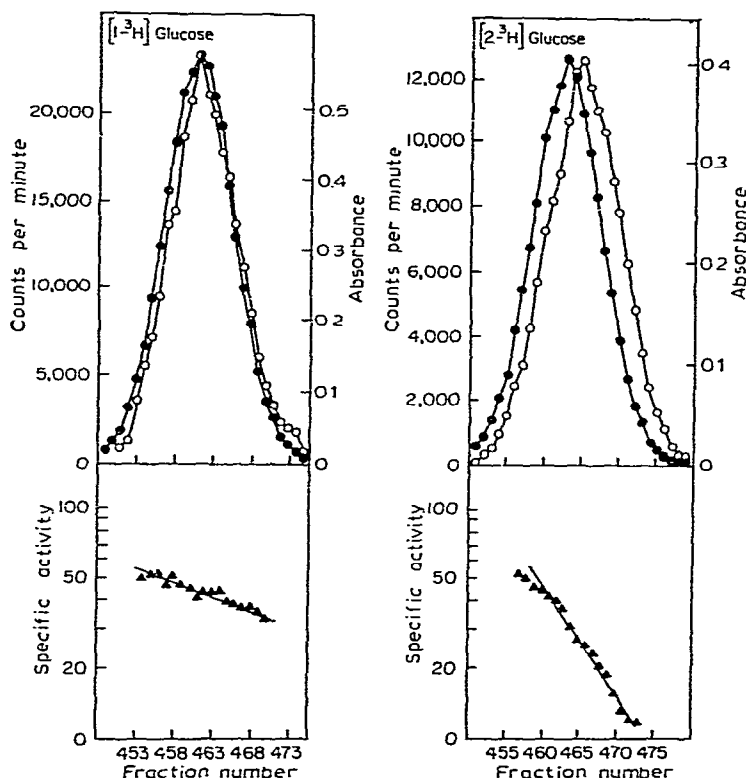 [1-³H] Glucose
20,000
15,000
10,000
5,000
0
Counts per minute
0.5
0.4
0.3
0.2
0.1
0
Absorbance
[2-³H] Glucose
12,000
10,000
8,000
6,000
4,000
2,000
0
Counts per minute
0.4
0.3
0.2
0.1
0
Absorbance
100
50
20
0
Specific activity
453 458 463 468 473
Fraction number
100
50
20
0
Specific activity
455 460 465 470 475
Fraction number